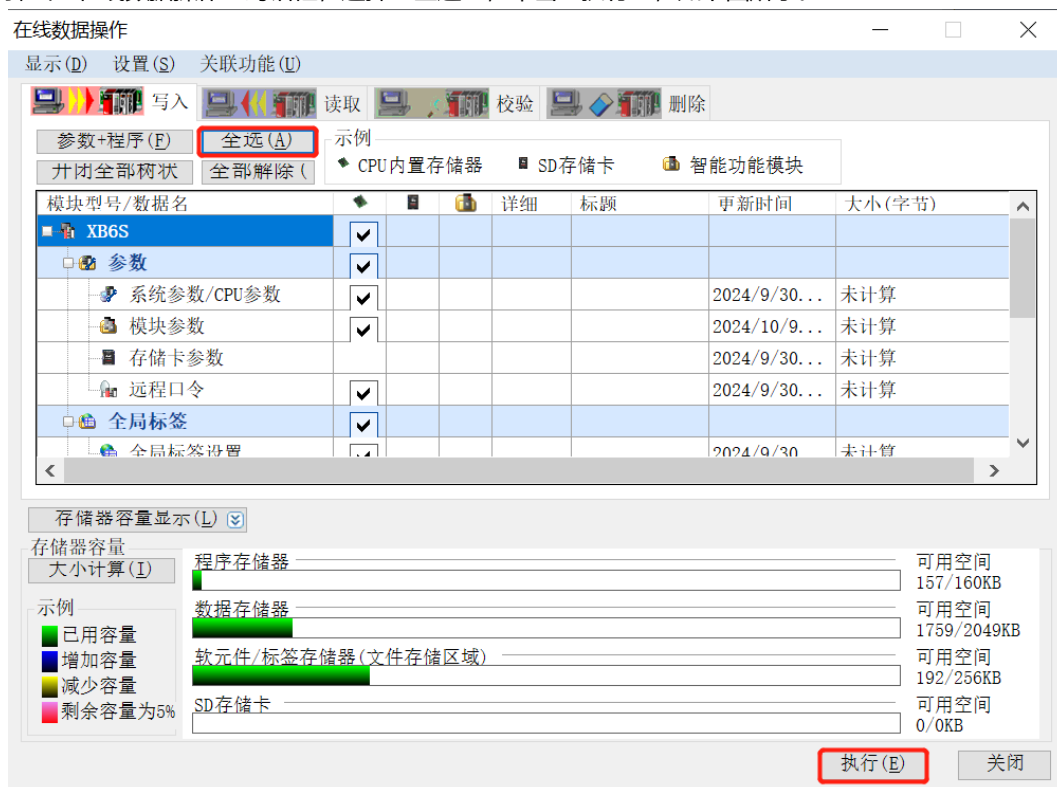 在线数据操作
显示(D) 设置(S) 关联功能(U)
写入 读取 校验 删除
参数+程序(F) 全选(A) 示例
开闭全部树状 全部解除( CPU内置存储器 SD存储卡 智能功能模块
模块型号/数据名 详细 标题 更新时间 大小(字节)
XB6S
参数
系统参数/CPU参数 2024/9/30... 未计算
模块参数 2024/10/9... 未计算
存储卡参数 2024/9/30... 未计算
远程口令 2024/9/30... 未计算
全局标签
全局标签设置 2024/9/30 未计算
存储器容量显示(L)
存储器容量
大小计算(I)
程序存储器 可用空间
157/160KB
示例
数据存储器 可用空间
已用容量 1759/2049KB
增加容量 软元件/标签存储器(文件存储区域) 可用空间
减少容量 192/256KB
剩余容量为5% SD存储卡 可用空间
0/0KB
执行(E) 关闭